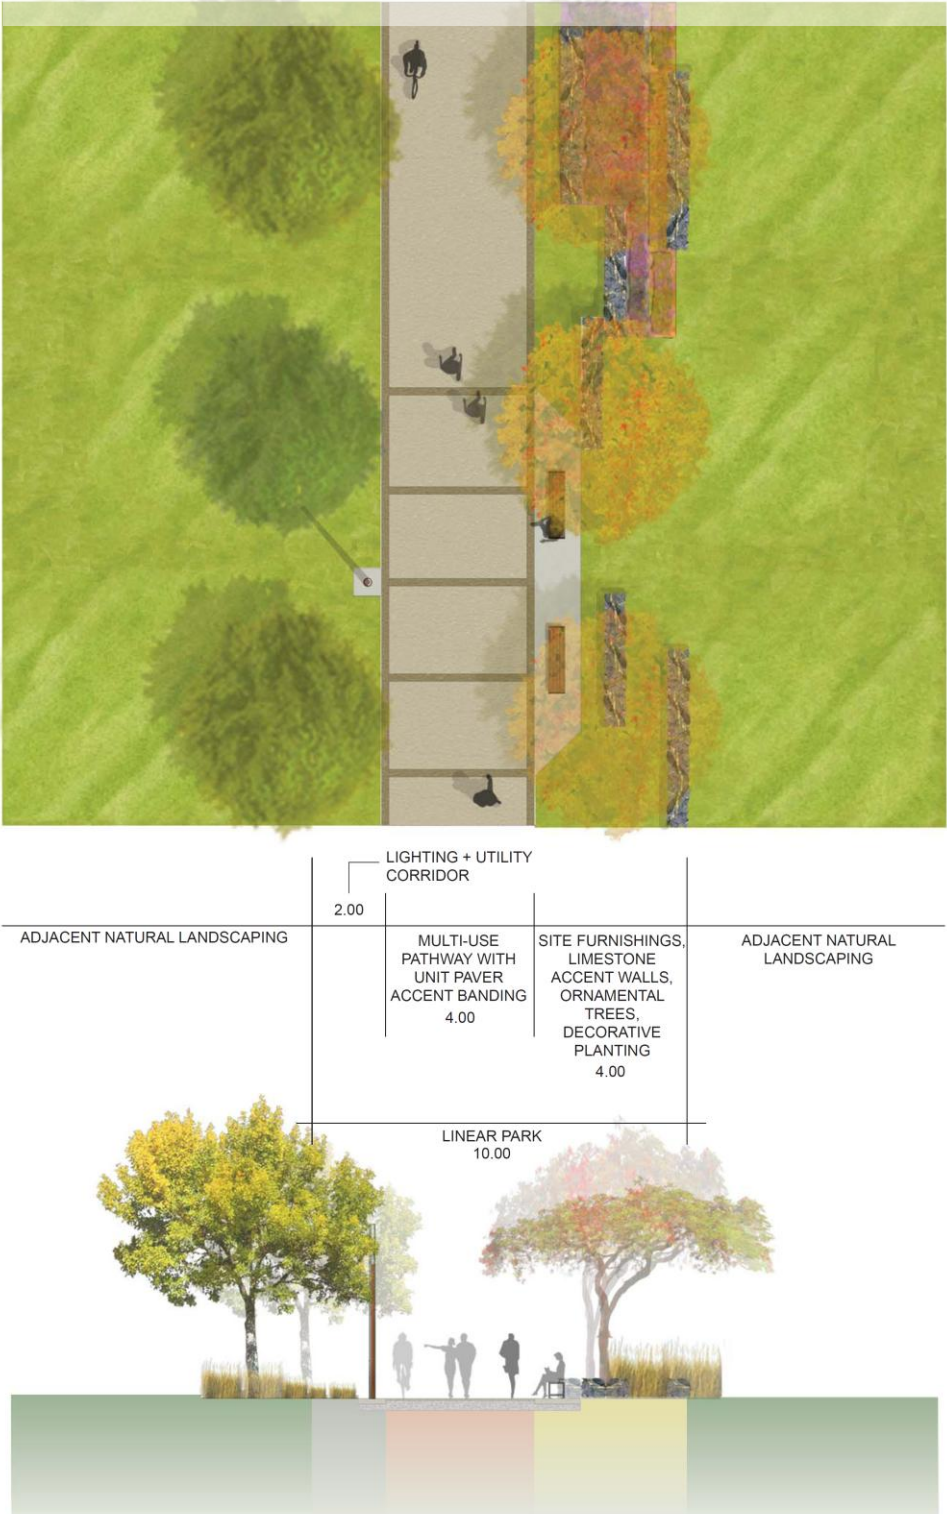 LIGHTING + UTILITY
CORRIDOR
2.00
ADJACENT NATURAL LANDSCAPING
MULTI-USE
PATHWAY WITH
UNIT PAVER
ACCENT BANDING
4.00
SITE FURNISHINGS,
LIMESTONE
ACCENT WALLS,
ORNAMENTAL
TREES,
DECORATIVE
PLANTING
4.00
ADJACENT NATURAL
LANDSCAPING
LINEAR PARK
10.00